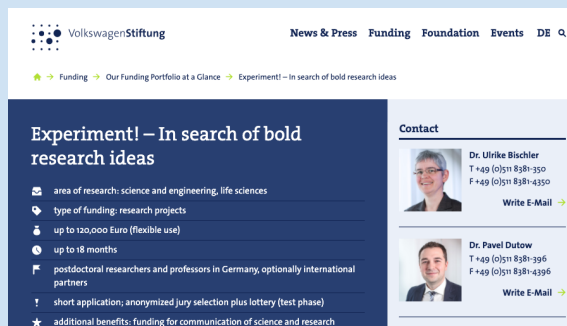 VolkswagenStiftung
News & Press Funding Foundation Events DE
Funding → Our Funding Portfolio at a Glance → Experiment! – In search of bold research ideas
Experiment! – In search of bold
research ideas
area of research: science and engineering, life sciences
type of funding: research projects
up to 120,000 Euro (flexible use)
up to 18 months
postdoctoral researchers and professors in Germany, optionally international
partners
short application; anonymized jury selection plus lottery (test phase)
additional benefits: funding for communication of science and research
Contact
Dr. Ulrike Bischler
T +49 (0)511 8381-350
F +49 (0)511 8381-4350
Write E-Mail →
Dr. Pavel Dutow
T +49 (0)511 8381-396
F +49 (0)511 8381-4396
Write E-Mail →